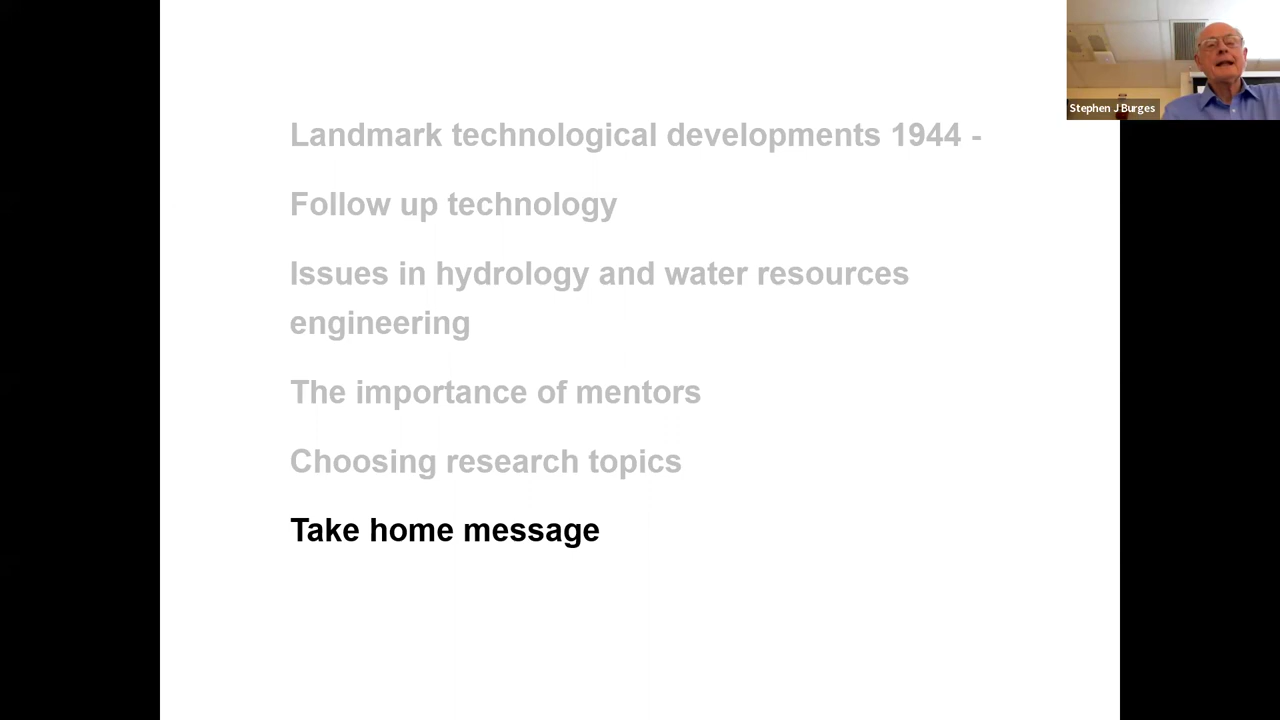 Stephen J Burges
Landmark technological developments 1944 -
Follow up technology
Issues in hydrology and water resources
engineering
The importance of mentors
Choosing research topics
Take home message